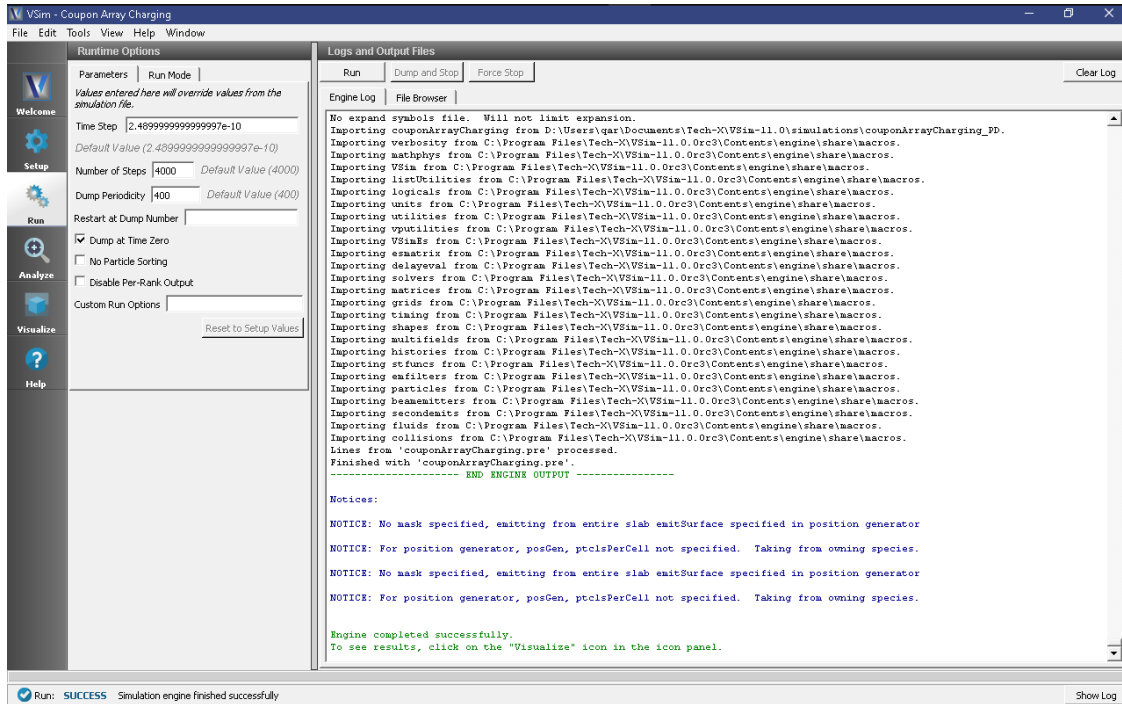 VSim - Coupon Array Charging
File Edit Tools View Help Window
Runtime Options
Logs and Output Files
Welcome
Setup
Run
Analyze
Visualize
Help
Parameters Run Mode
Values entered here will override values from the
simulation file.
Time Step 2.4899999999999997e-10
Default Value (2.4899999999999997e-10)
Number of Steps 4000 Default Value (4000)
Dump Periodicity 400 Default Value (400)
Restart at Dump Number
Dump at Time Zero
No Particle Sorting
Disable Per-Rank Output
Custom Run Options
Reset to Setup Values
Run Dump and Stop Force Stop Clear Log
Engine Log File Browser
No expand symbols file. Will not limit expansion.
Importing couponArrayCharging from D:\Users\qar\Documents\Tech-X\VSim-11.0\simulations\couponArrayCharging_PD.
Importing verbosity from C:\Program Files\Tech-X\VSim-11.0.0rc3\Contents\engine\share\macros.
Importing mathphys from C:\Program Files\Tech-X\VSim-11.0.0rc3\Contents\engine\share\macros.
Importing VSim from C:\Program Files\Tech-X\VSim-11.0.0rc3\Contents\engine\share\macros.
Importing listUtilities from C:\Program Files\Tech-X\VSim-11.0.0rc3\Contents\engine\share\macros.
Importing logicals from C:\Program Files\Tech-X\VSim-11.0.0rc3\Contents\engine\share\macros.
Importing units from C:\Program Files\Tech-X\VSim-11.0.0rc3\Contents\engine\share\macros.
Importing utilities from C:\Program Files\Tech-X\VSim-11.0.0rc3\Contents\engine\share\macros.
Importing vputilities from C:\Program Files\Tech-X\VSim-11.0.0rc3\Contents\engine\share\macros.
Importing VSimEs from C:\Program Files\Tech-X\VSim-11.0.0rc3\Contents\engine\share\macros.
Importing esmatrix from C:\Program Files\Tech-X\VSim-11.0.0rc3\Contents\engine\share\macros.
Importing delayeval from C:\Program Files\Tech-X\VSim-11.0.0rc3\Contents\engine\share\macros.
Importing solvers from C:\Program Files\Tech-X\VSim-11.0.0rc3\Contents\engine\share\macros.
Importing matrices from C:\Program Files\Tech-X\VSim-11.0.0rc3\Contents\engine\share\macros.
Importing grids from C:\Program Files\Tech-X\VSim-11.0.0rc3\Contents\engine\share\macros.
Importing timing from C:\Program Files\Tech-X\VSim-11.0.0rc3\Contents\engine\share\macros.
Importing shapes from C:\Program Files\Tech-X\VSim-11.0.0rc3\Contents\engine\share\macros.
Importing multifields from C:\Program Files\Tech-X\VSim-11.0.0rc3\Contents\engine\share\macros.
Importing histories from C:\Program Files\Tech-X\VSim-11.0.0rc3\Contents\engine\share\macros.
Importing stfuncs from C:\Program Files\Tech-X\VSim-11.0.0rc3\Contents\engine\share\macros.
Importing emfilters from C:\Program Files\Tech-X\VSim-11.0.0rc3\Contents\engine\share\macros.
Importing particles from C:\Program Files\Tech-X\VSim-11.0.0rc3\Contents\engine\share\macros.
Importing beamemitters from C:\Program Files\Tech-X\VSim-11.0.0rc3\Contents\engine\share\macros.
Importing secondemits from C:\Program Files\Tech-X\VSim-11.0.0rc3\Contents\engine\share\macros.
Importing fluids from C:\Program Files\Tech-X\VSim-11.0.0rc3\Contents\engine\share\macros.
Importing collisions from C:\Program Files\Tech-X\VSim-11.0.0rc3\Contents\engine\share\macros.
Lines from 'couponArrayCharging.pre' processed.
Finished with 'couponArrayCharging.pre'.
--------------------- END ENGINE OUTPUT ----------------
Notices:
NOTICE: No mask specified, emitting from entire slab emitSurface specified in position generator
NOTICE: For position generator, posGen, ptclsPerCell not specified. Taking from owning species.
NOTICE: No mask specified, emitting from entire slab emitSurface specified in position generator
NOTICE: For position generator, posGen, ptclsPerCell not specified. Taking from owning species.
Engine completed successfully.
To see results, click on the "Visualize" icon in the icon panel.
Run: SUCCESS Simulation engine finished successfully
Show Log